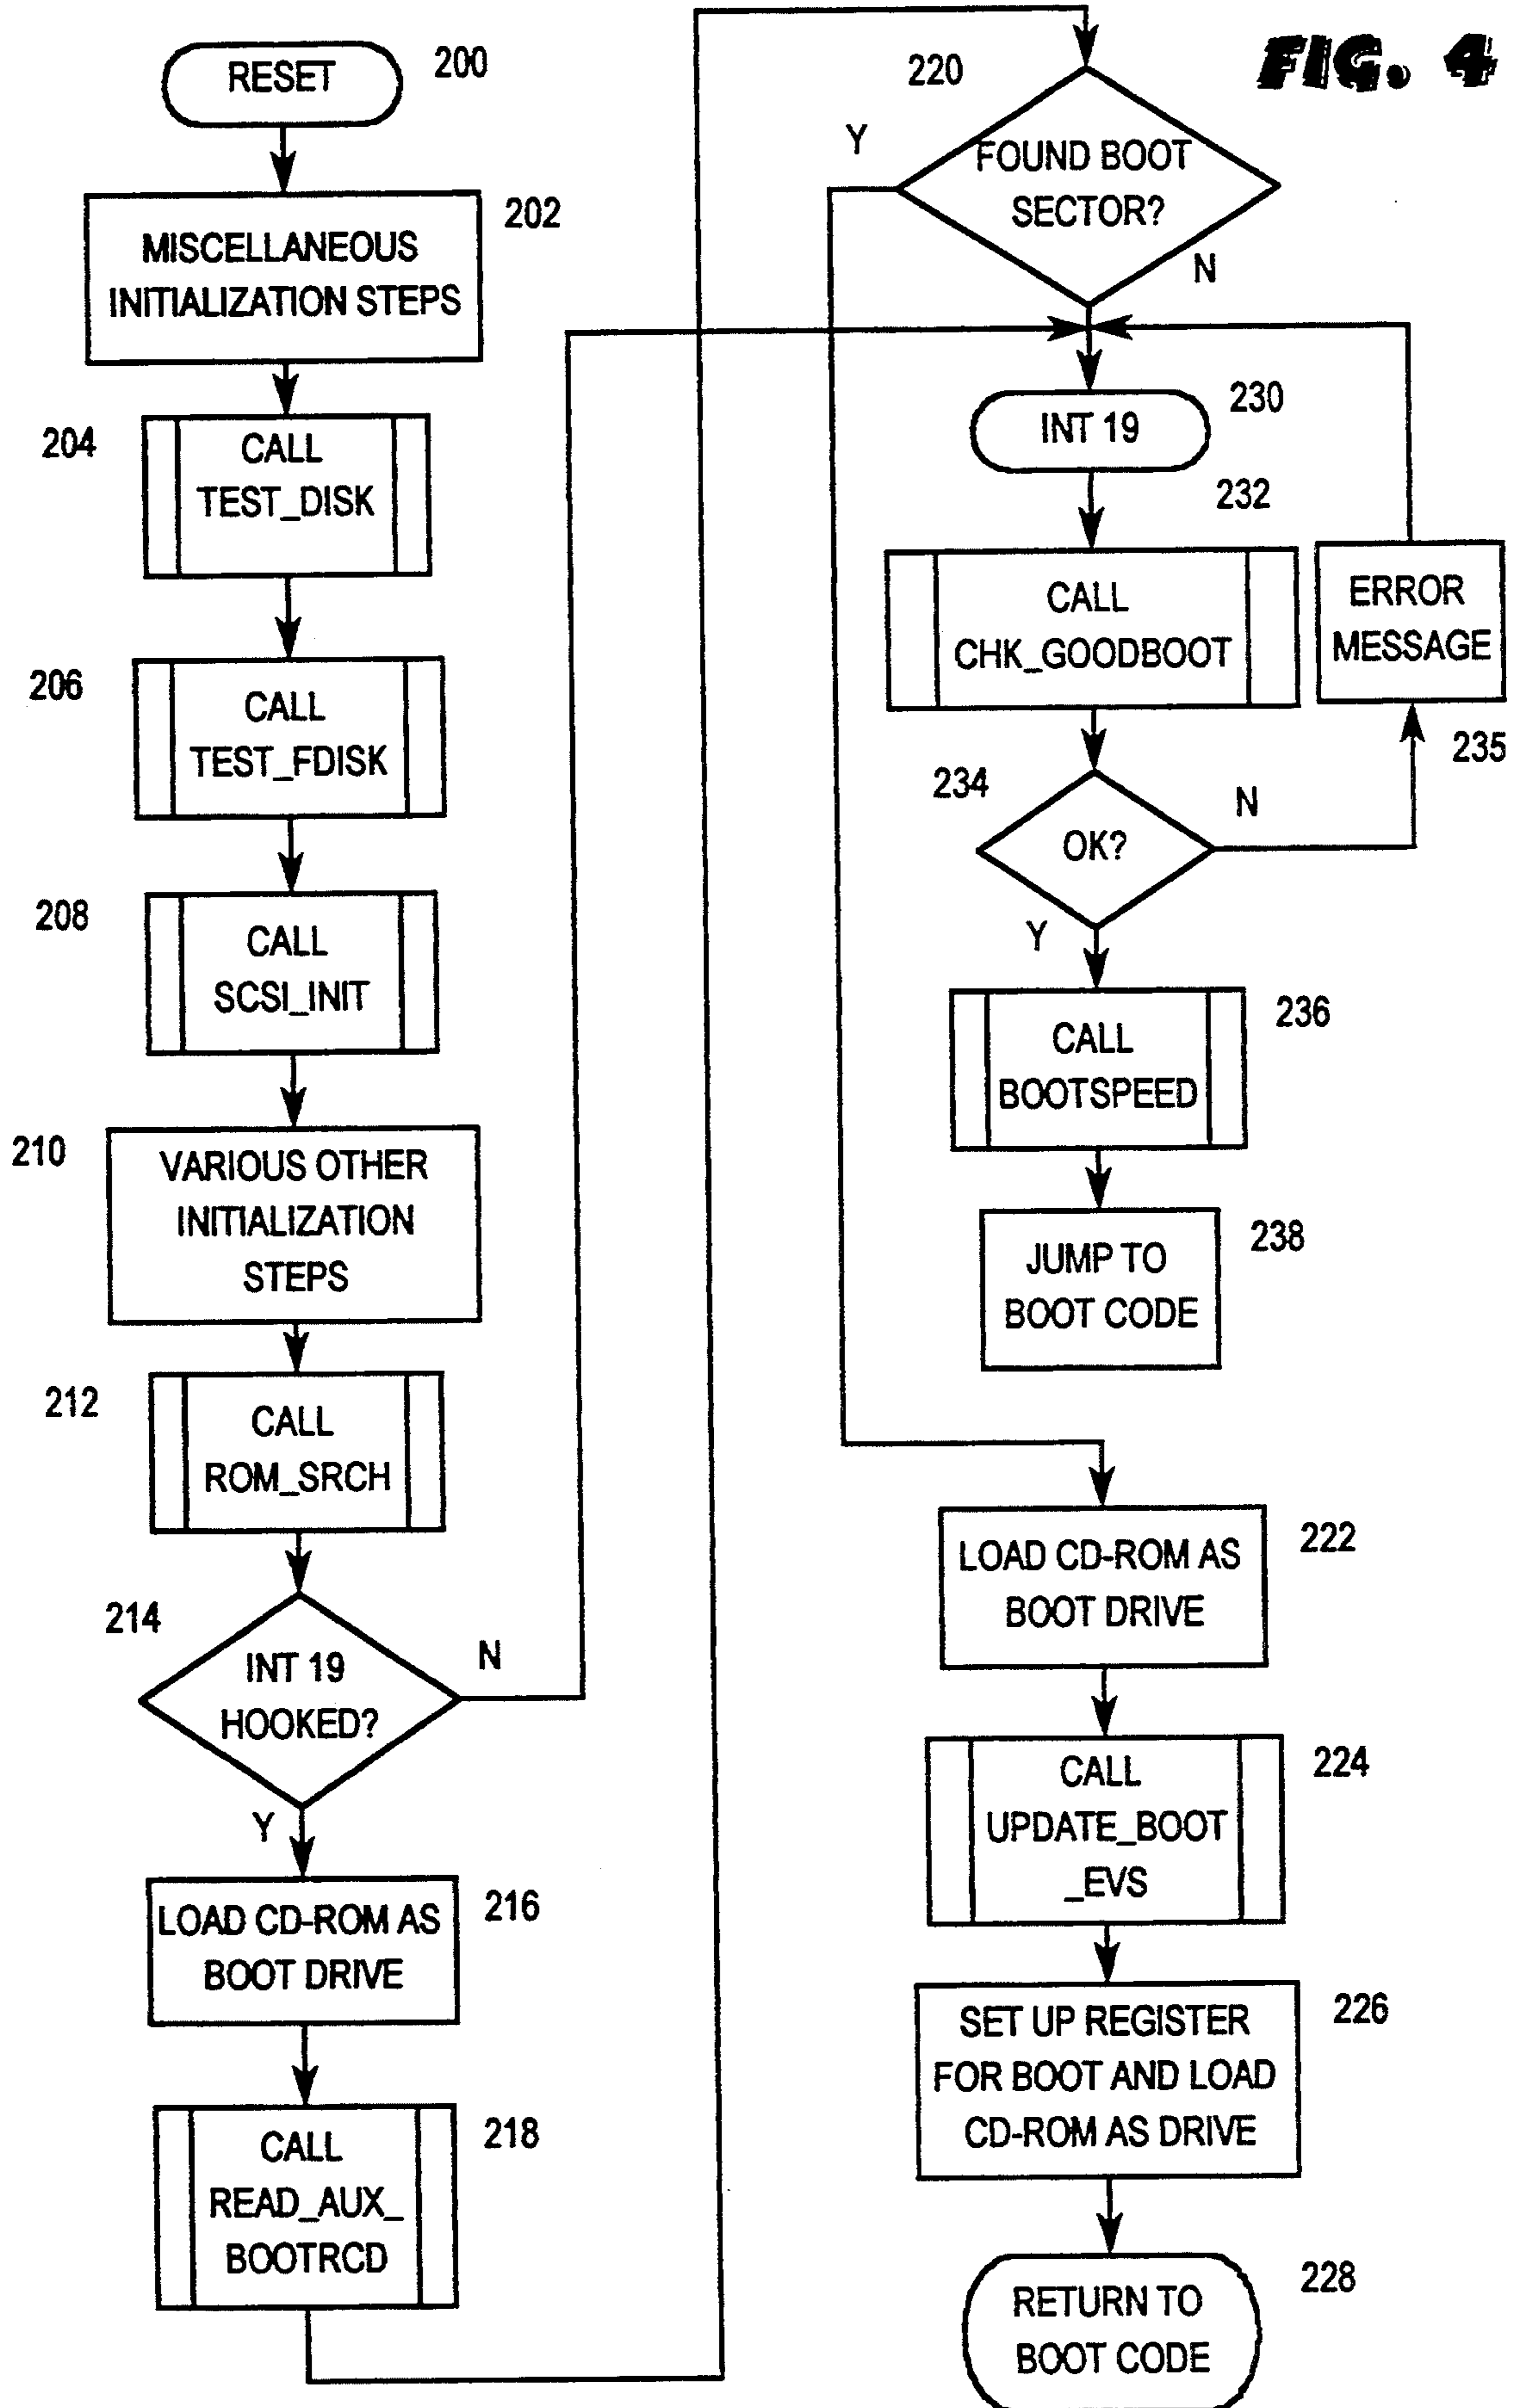 FIG. 4
RESET
200
MISCELLANEOUS
INITIALIZATION STEPS
202
204
CALL
TEST_DISK
206
CALL
TEST_FDISK
208
CALL
SCSI_INIT
210
VARIOUS OTHER
INITIALIZATION
STEPS
212
CALL
ROM_SRCH
214
INT 19
HOOKED?
N
Y
LOAD CD-ROM AS
BOOT DRIVE
216
CALL
READ_AUX_
BOOTRCD
218
220
Y
FOUND BOOT
SECTOR?
N
INT 19
230
232
CALL
CHK_GOODBOOT
ERROR
MESSAGE
235
234
OK?
N
Y
CALL
BOOTSPEED
236
JUMP TO
BOOT CODE
238
LOAD CD-ROM AS
BOOT DRIVE
222
CALL
UPDATE_BOOT
_EVS
224
SET UP REGISTER
FOR BOOT AND LOAD
CD-ROM AS DRIVE
226
RETURN TO
BOOT CODE
228